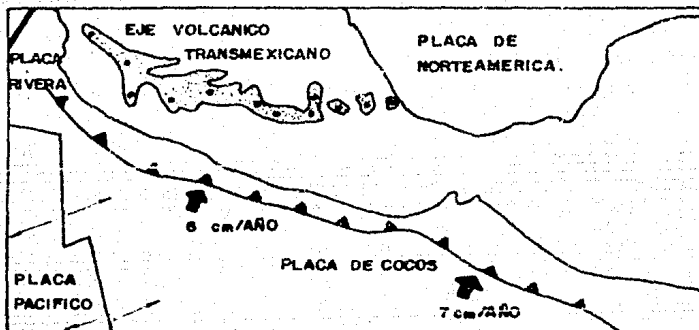 EJE VOLCANICO
TRANSMEXICANO
PLACA DE
NORTEAMERICA.
PLACA
RIVERA
6 cm/AÑO
PLACA DE COCOS
7 cm/AÑO
PLACA
PACIFICO